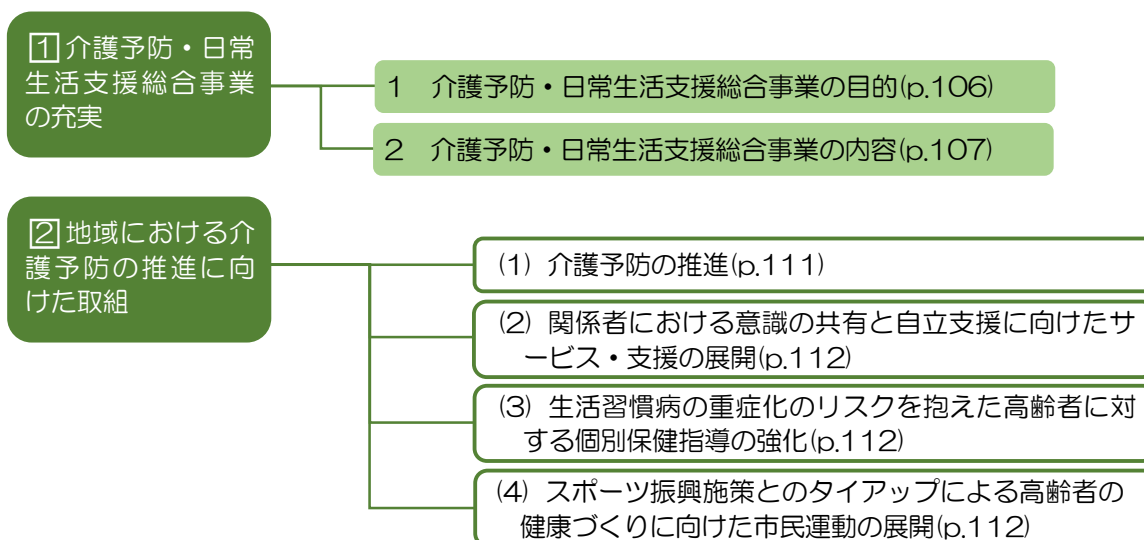 1 介護予防・日常
生活支援総合事業
の充実
1 介護予防・日常生活支援総合事業の目的(p.106)
2 介護予防・日常生活支援総合事業の内容(p.107)
2 地域における介
護予防の推進に向
けた取組
(1) 介護予防の推進(p.111)
(2) 関係者における意識の共有と自立支援に向けたサ
ービス・支援の展開(p.112)
(3) 生活習慣病の重症化のリスクを抱えた高齢者に対
する個別保健指導の強化(p.112)
(4) スポーツ振興施策とのタイアップによる高齢者の
健康づくりに向けた市民運動の展開(p.112)